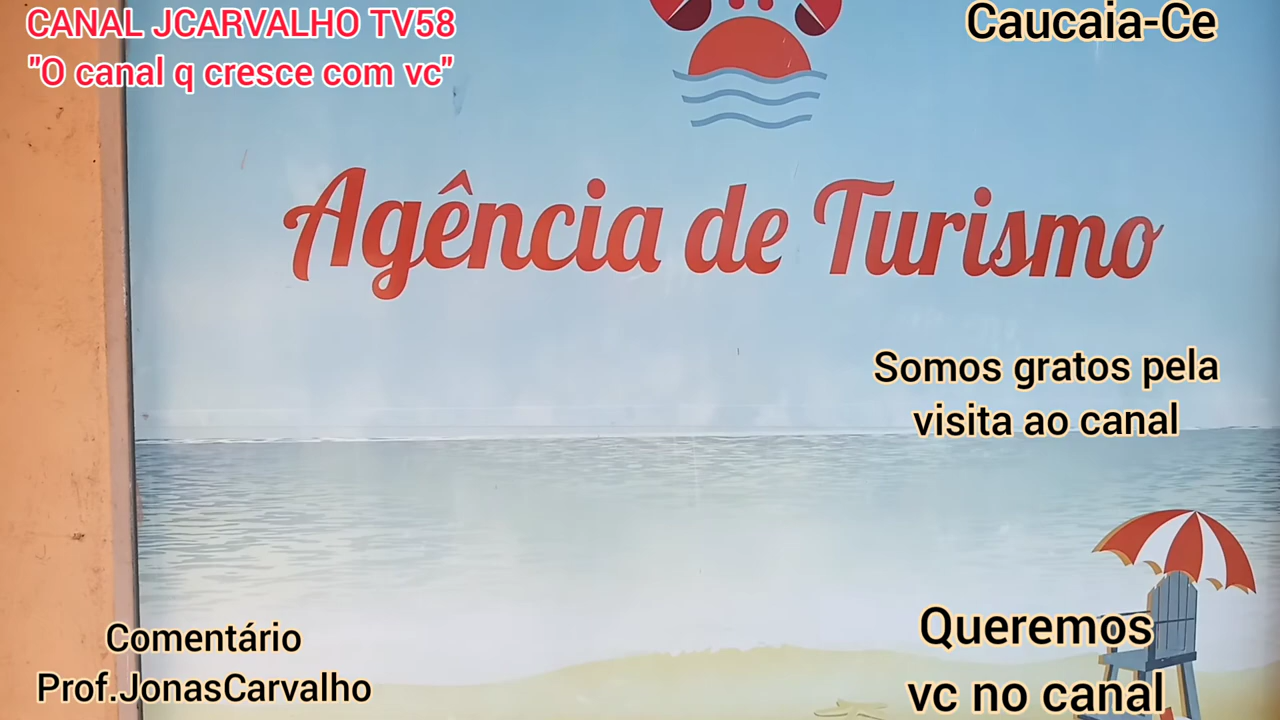 CANAL JCARVALHO TV58
"O canal q cresce com vc"
Caucaia-Ce
Agência de Turismo
Somos gratos pela
visita ao canal
Comentário
Prof.JonasCarvalho
Queremos
vc no canal